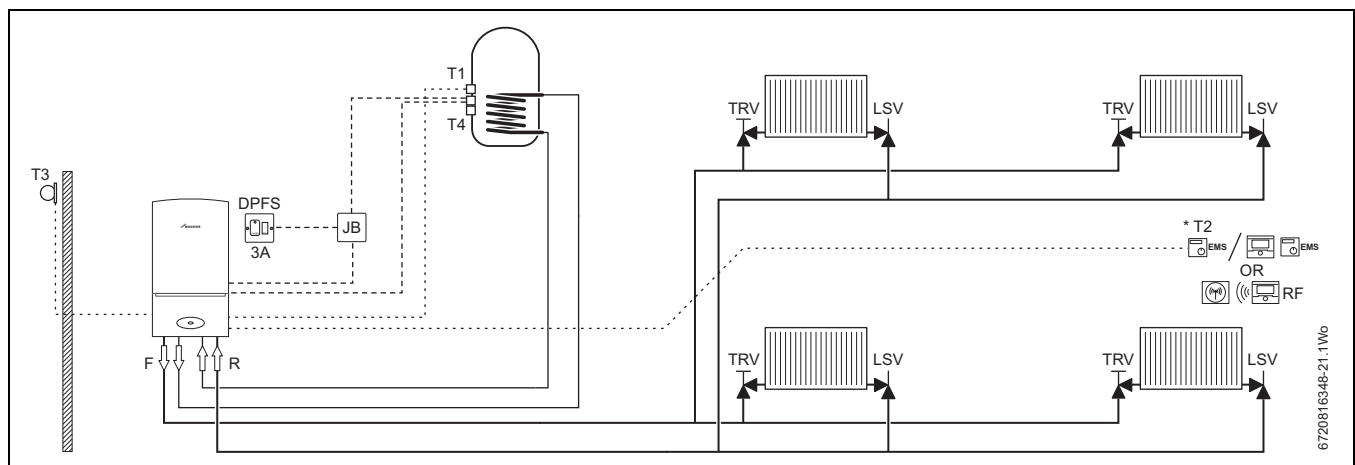 T1
T4
TRV
LSV
TRV
LSV
T3
DPFS
3A
JB
WORCESTER
* T2
EMS
EMS
OR
RF
F
R
TRV
LSV
TRV
LSV
6720816348-21.1Wo